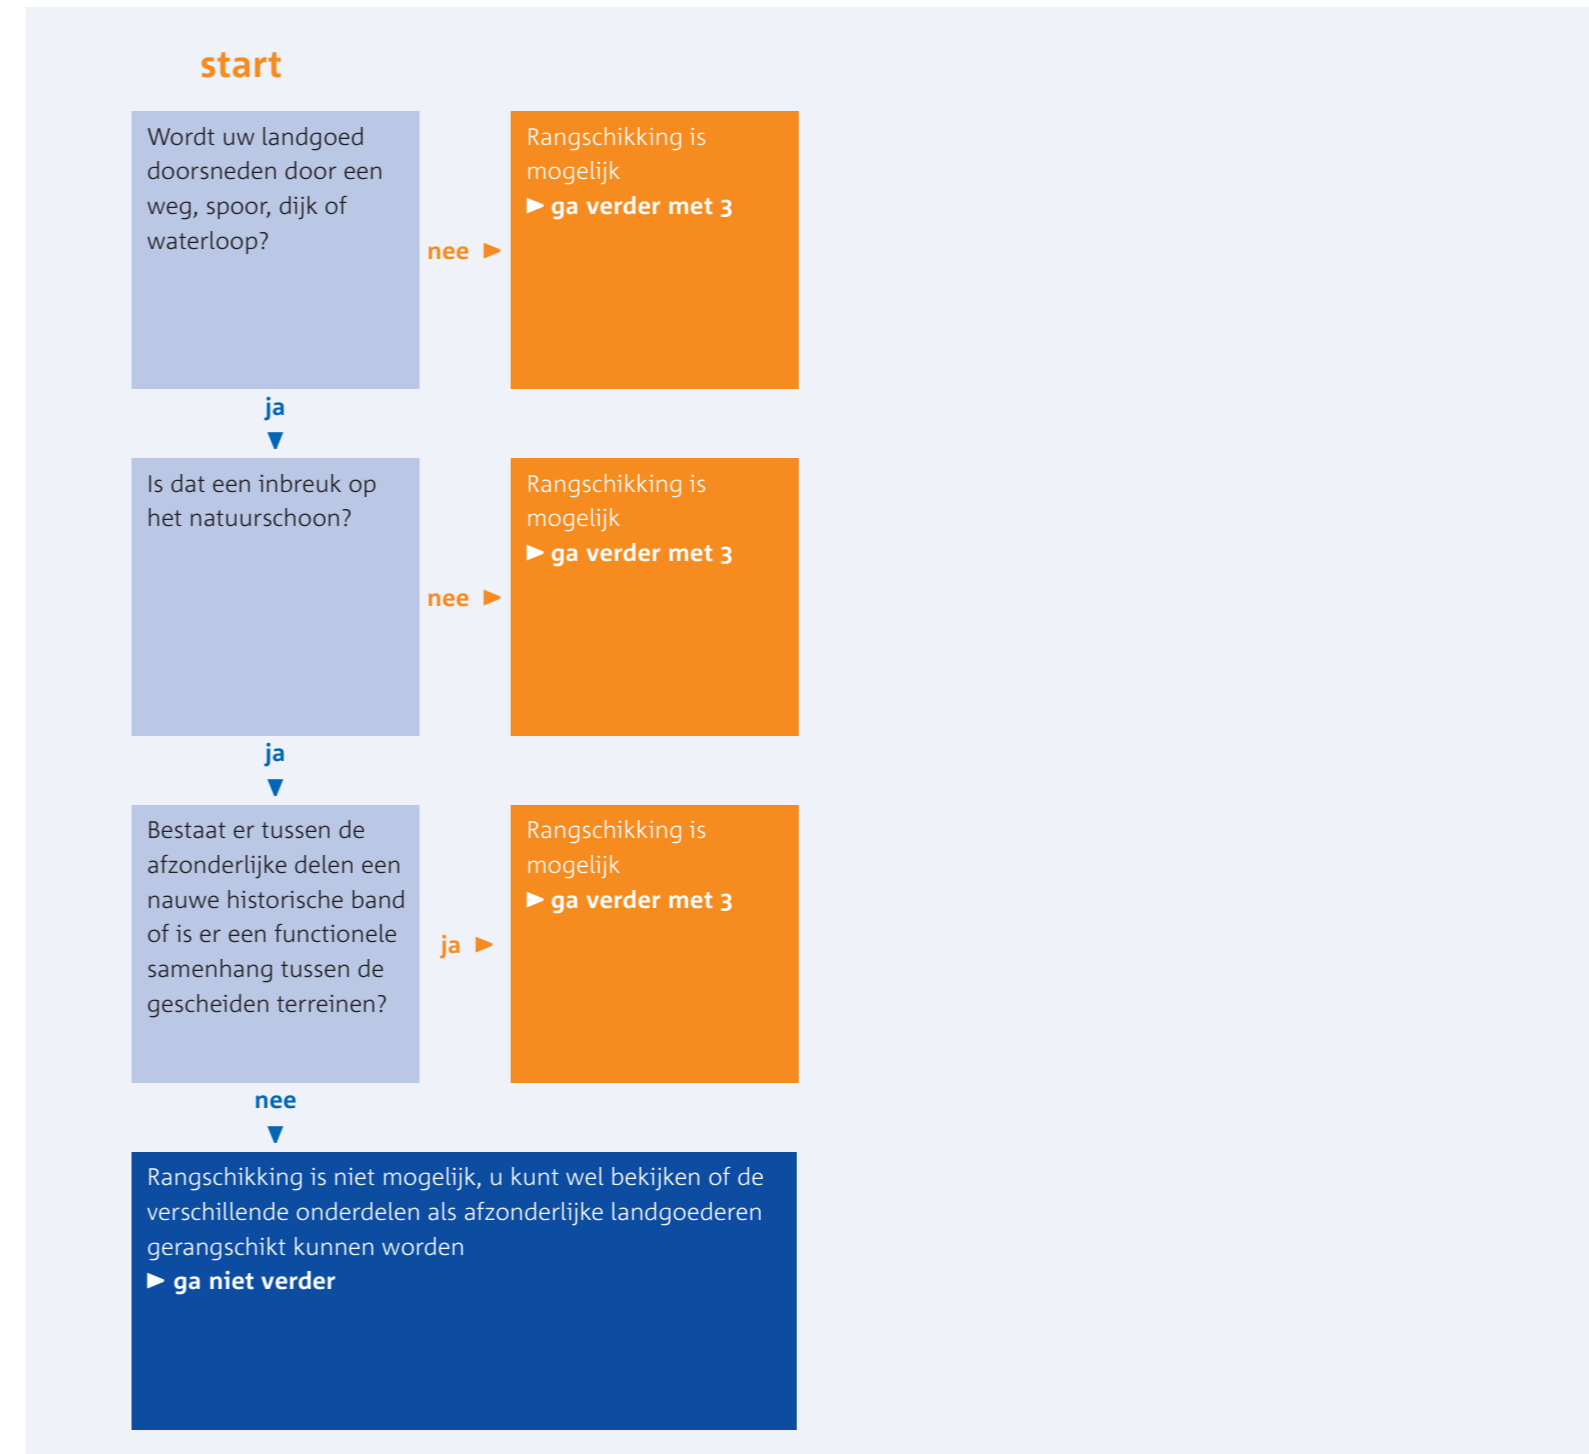 start
Wordt uw landgoed
doorsneden door een
weg, spoor, dijk of
waterloop?
nee ►
Rangschikking is
mogelijk
► ga verder met 3
ja
▼
Is dat een inbreuk op
het natuurschoon?
nee ►
Rangschikking is
mogelijk
► ga verder met 3
ja
▼
Bestaat er tussen de
afzonderlijke delen een
nauwe historische band
of is er een functionele
samenhang tussen de
gescheiden terreinen?
ja ►
Rangschikking is
mogelijk
► ga verder met 3
nee
▼
Rangschikking is niet mogelijk, u kunt wel bekijken of de
verschillende onderdelen als afzonderlijke landgoederen
gerangschikt kunnen worden
► ga niet verder